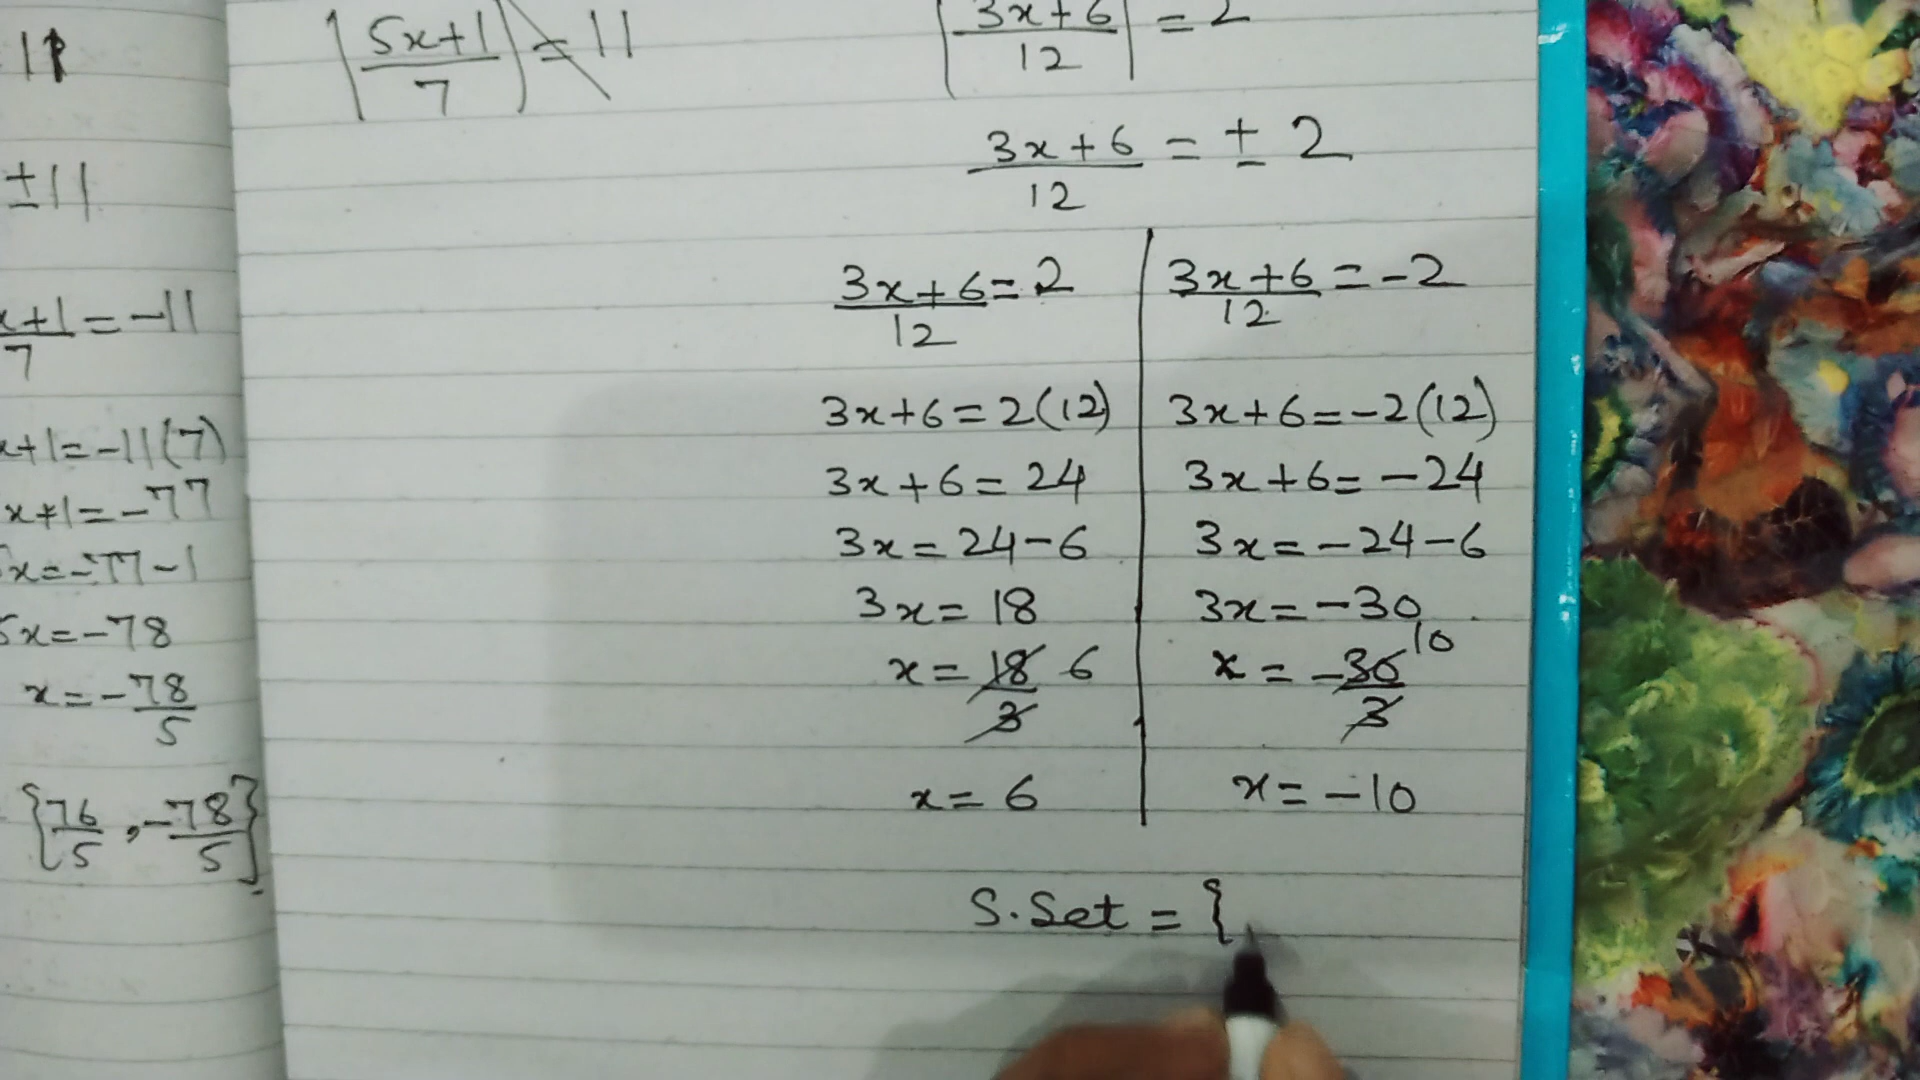 11
±11
x+1/7 = -11
x+1 = -11(7)
x+1 = -77
5x = -77-1
5x = -78
x = -78/5
{76/5, -78/5}
|5x+1/7| = 11
|3x+6/12| = 2
3x+6/12 = ± 2
3x+6/12 = 2
3x+6 = 2(12)
3x+6 = 24
3x = 24-6
3x = 18
x = 18/3 6
x = 6
3x+6/12 = -2
3x+6 = -2(12)
3x+6 = -24
3x = -24-6
3x = -30
x = -30/3 10
x = -10
S.Set = {